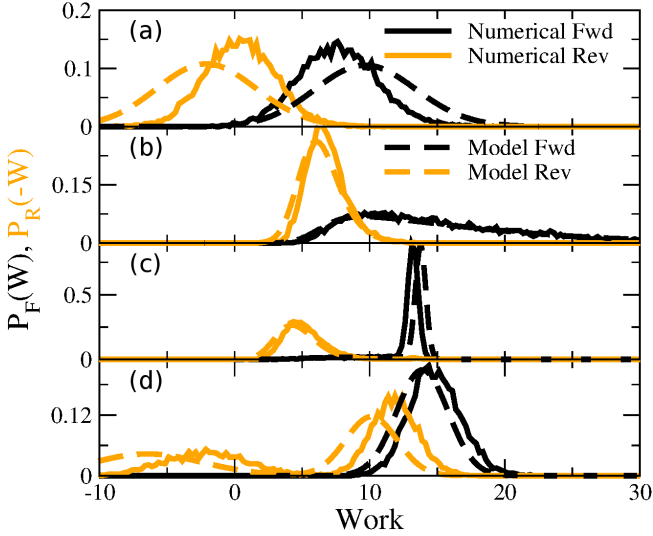 0.2
(a)
Numerical Fwd
Numerical Rev
0.1
0
(b)
Model Fwd
Model Rev
0.15
0
(c)
0.5
0
(d)
0.12
0
-10 0 10 20 30
Work
P_F(W), P_R(-W)